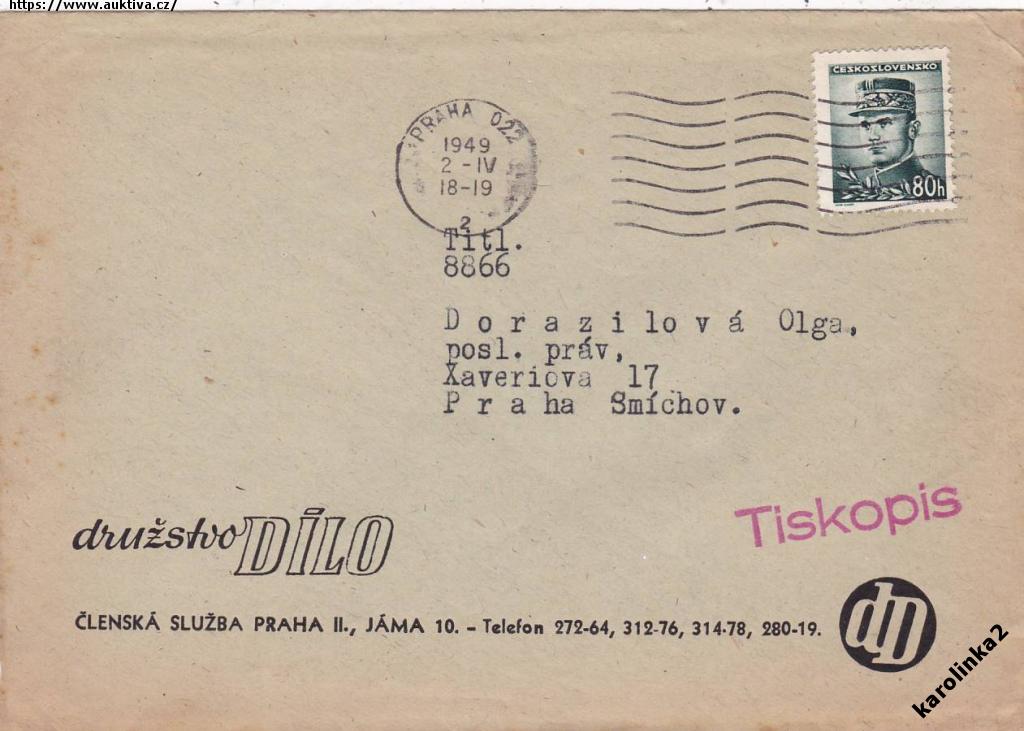 https://www.auktiva.cz/
ČESKOSLOVENSKO
80h
PRAHA 022
1949
2 -IV
18-19
2
Titl.
8866
D o r a z i l o v á Olga,
posl. práv,
Xaveriova 17
P r a ha Smíchov.
Tiskopis
družstvo DÍLO
ČLENSKÁ SLUŽBA PRAHA II., JÁMA 10. – Telefon 272-64, 312-76, 314-78, 280-19.
dD
karolinka2